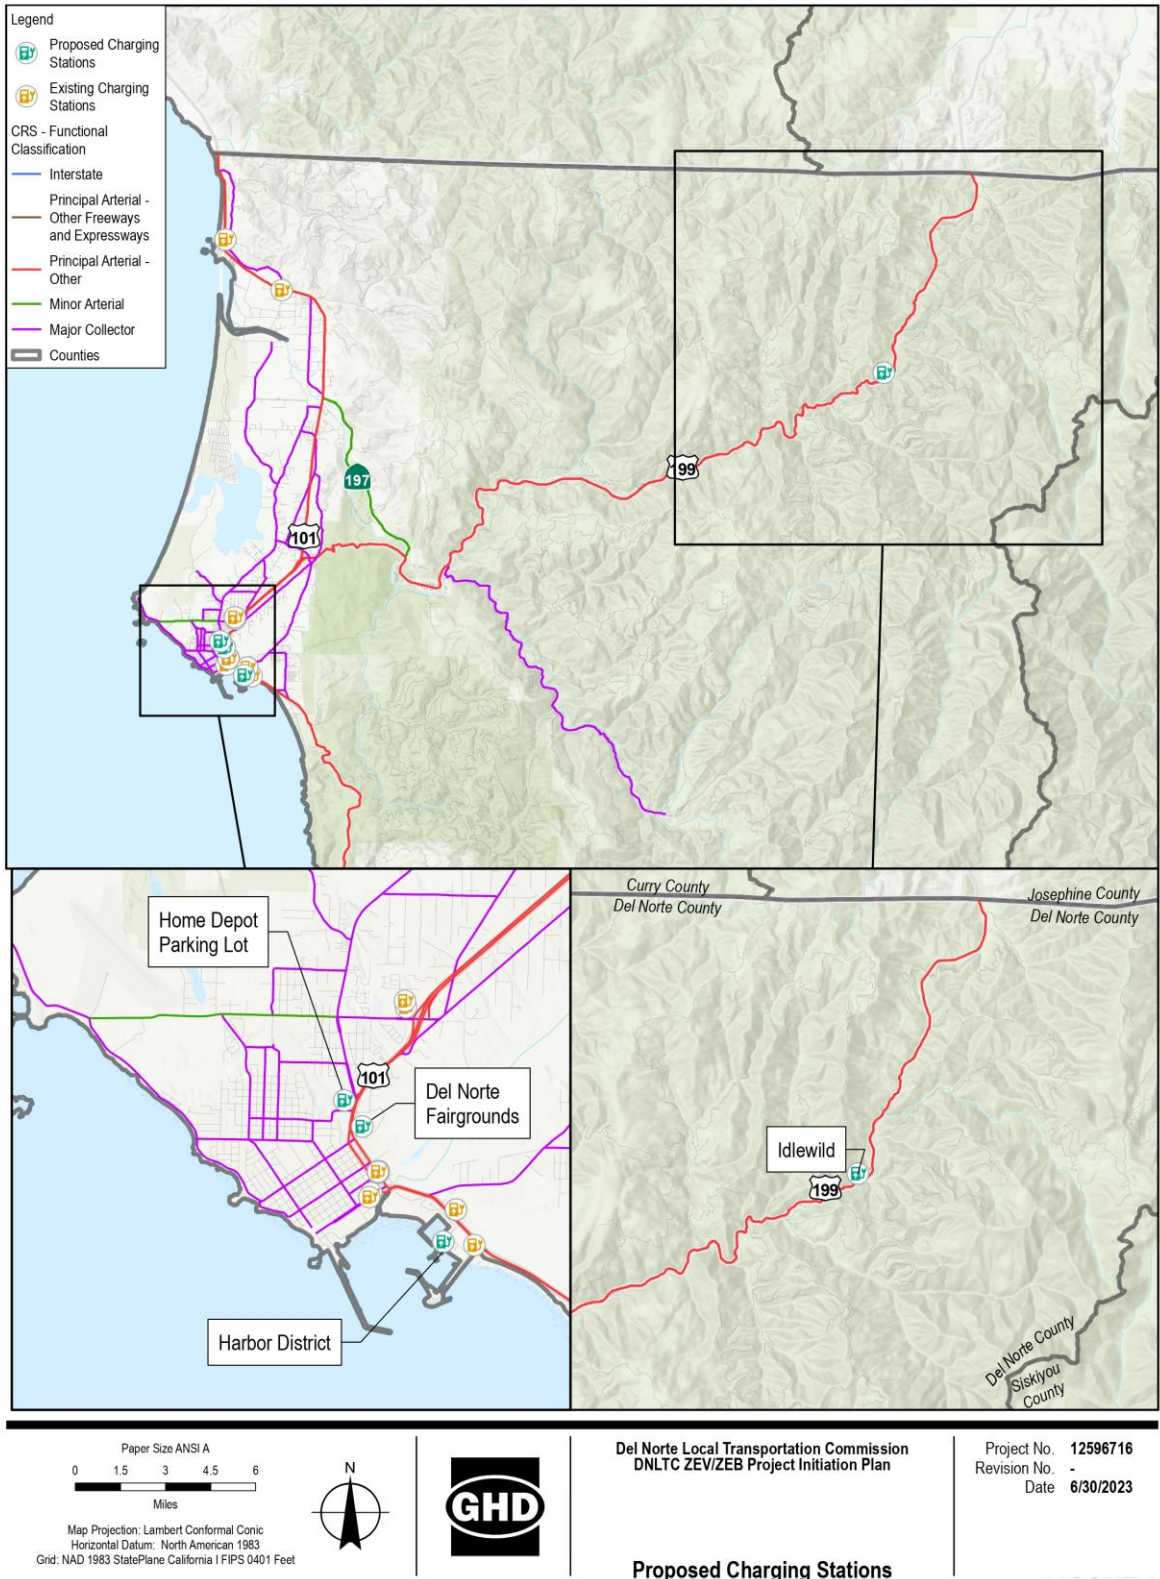 Legend
Proposed Charging
Stations
Existing Charging
Stations
CRS - Functional
Classification
Interstate
Principal Arterial -
Other Freeways
and Expressways
Principal Arterial -
Other
Minor Arterial
Major Collector
Counties
199
197
101
Curry County
Del Norte County
Josephine County
Del Norte County
Home Depot
Parking Lot
101
Del Norte
Fairgrounds
Idlewild
199
Harbor District
Del Norte County
Siskiyou
County
Paper Size ANSI A
0 1.5 3 4.5 6
Miles
Map Projection: Lambert Conformal Conic
Horizontal Datum: North American 1983
Grid: NAD 1983 StatePlane California I FIPS 0401 Feet
N
GHD
Del Norte Local Transportation Commission
DNLTC ZEV/ZEB Project Initiation Plan
Proposed Charging Stations
Project No. 12596716
Revision No. -
Date 6/30/2023